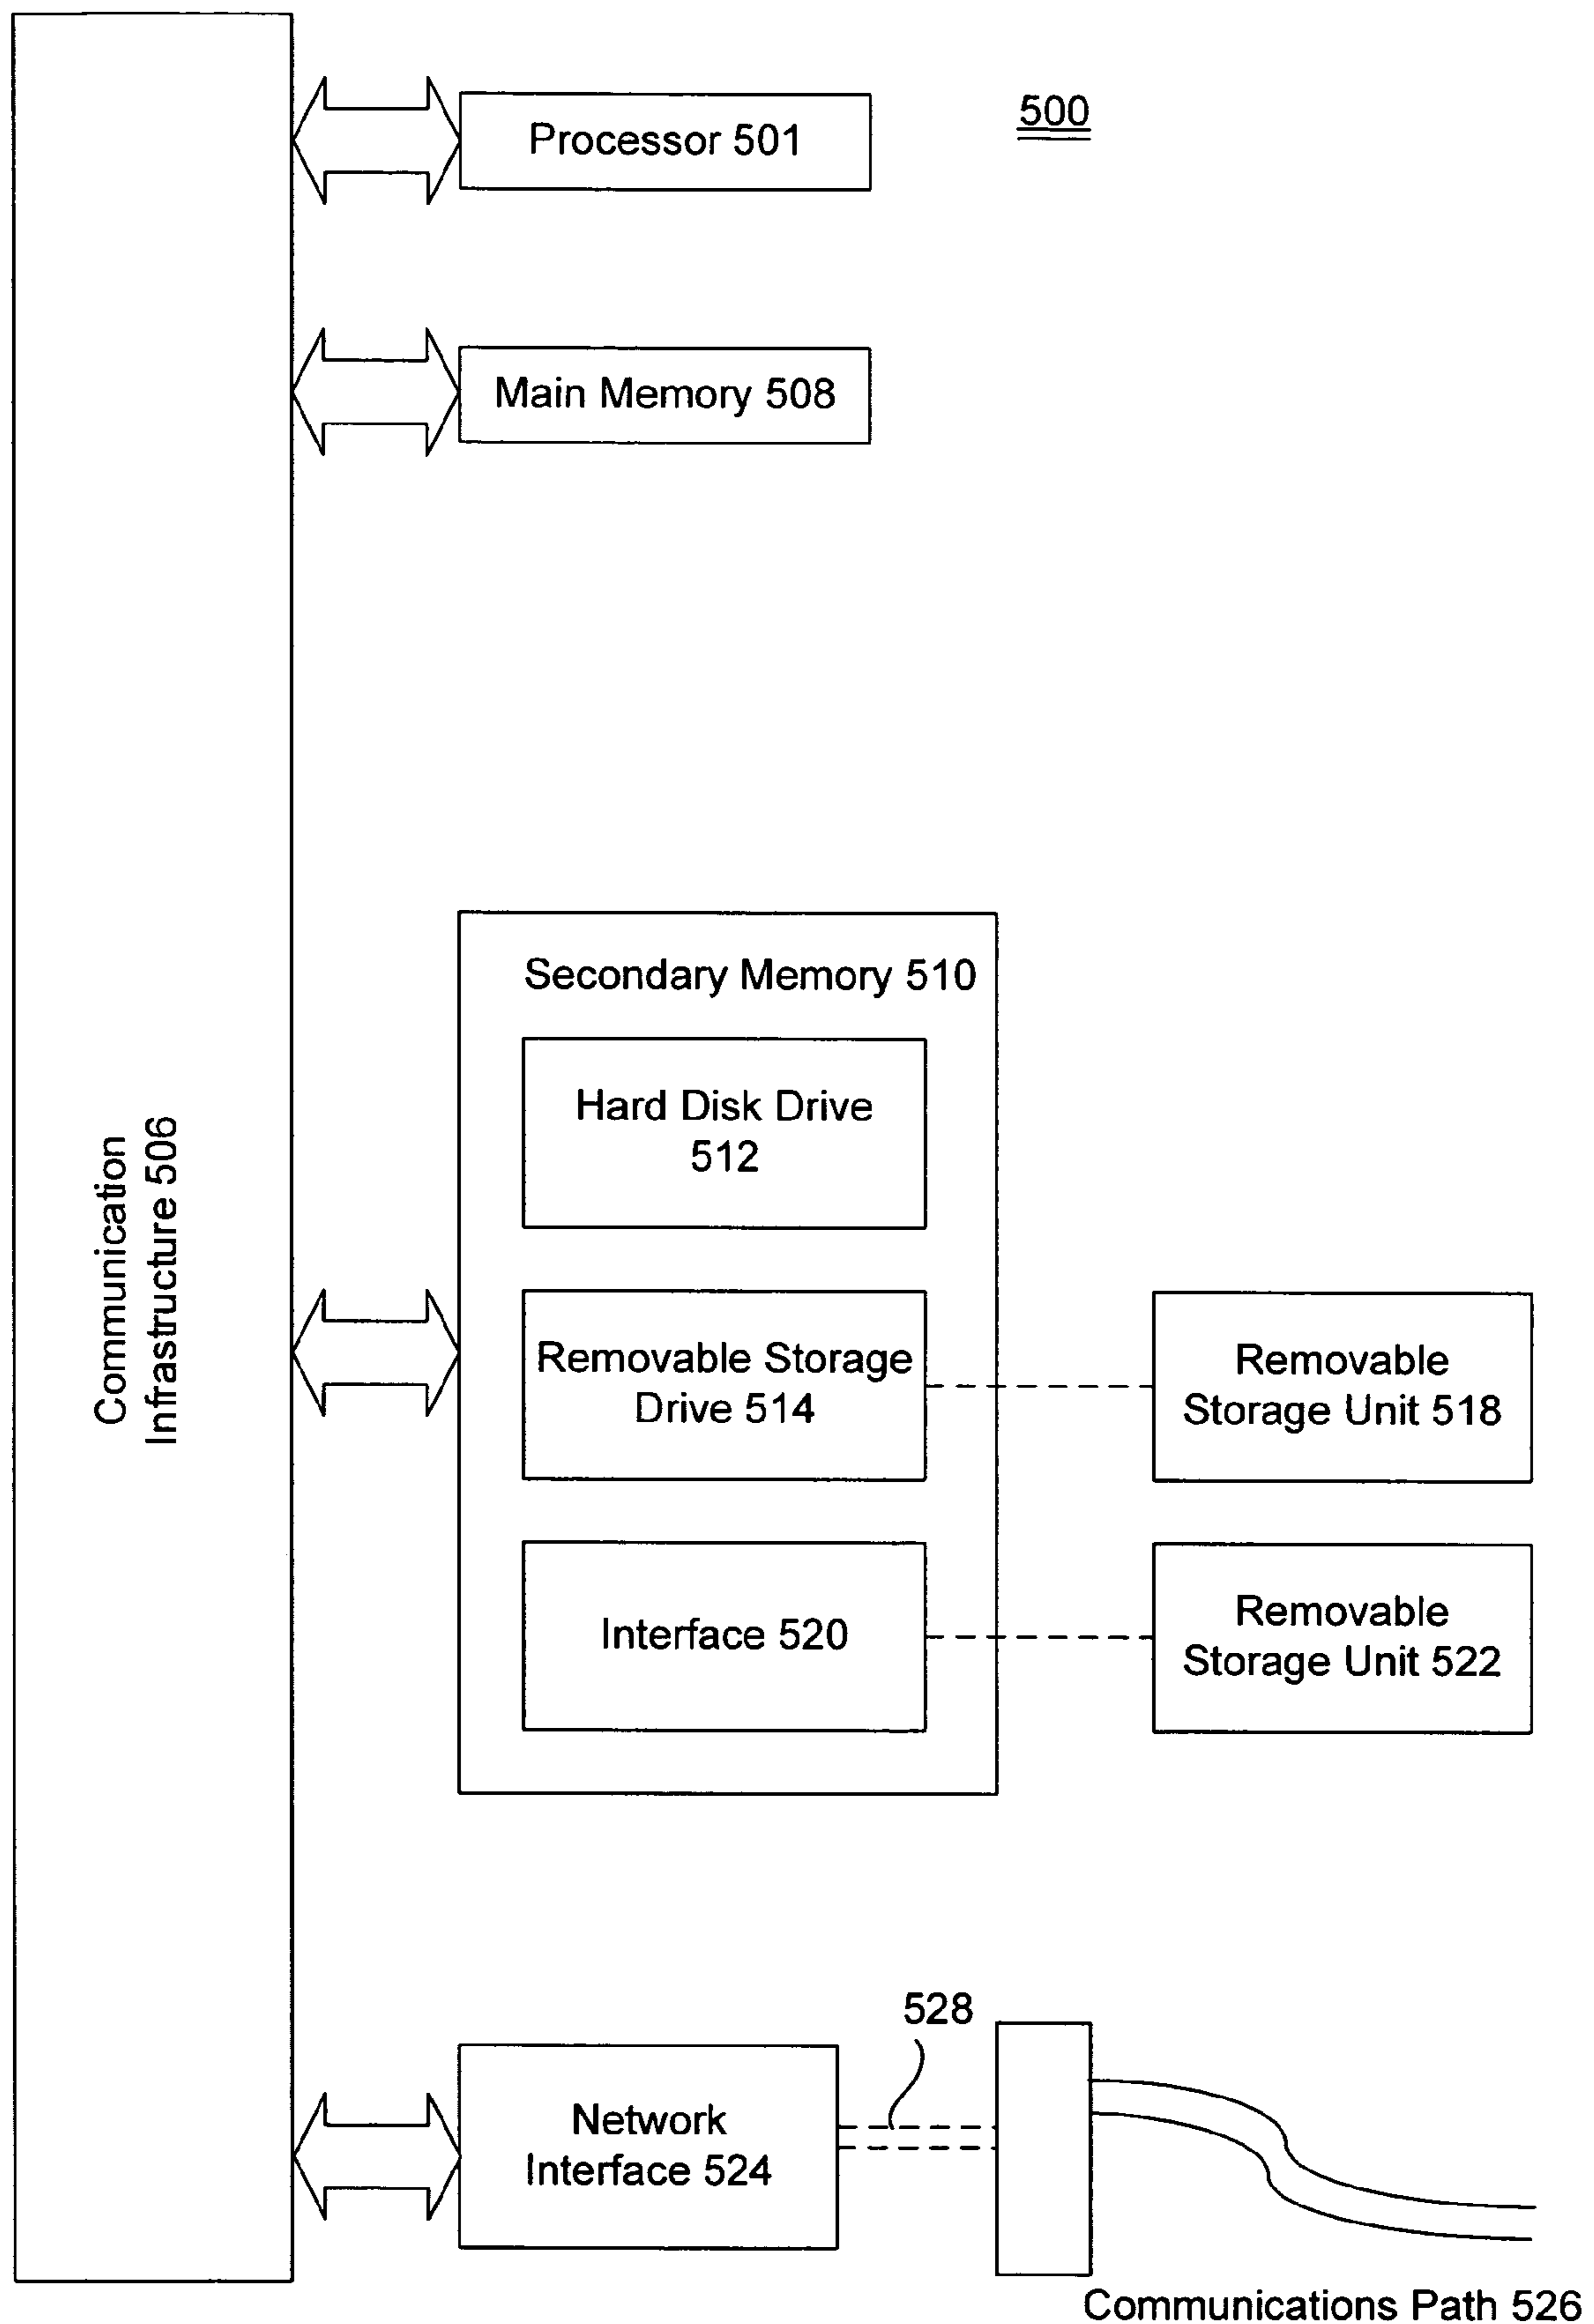 500
Processor 501
Main Memory 508
Communication
Infrastructure 506
Secondary Memory 510
Hard Disk Drive
512
Removable Storage
Drive 514
Removable
Storage Unit 518
Interface 520
Removable
Storage Unit 522
528
Network
Interface 524
Communications Path 526